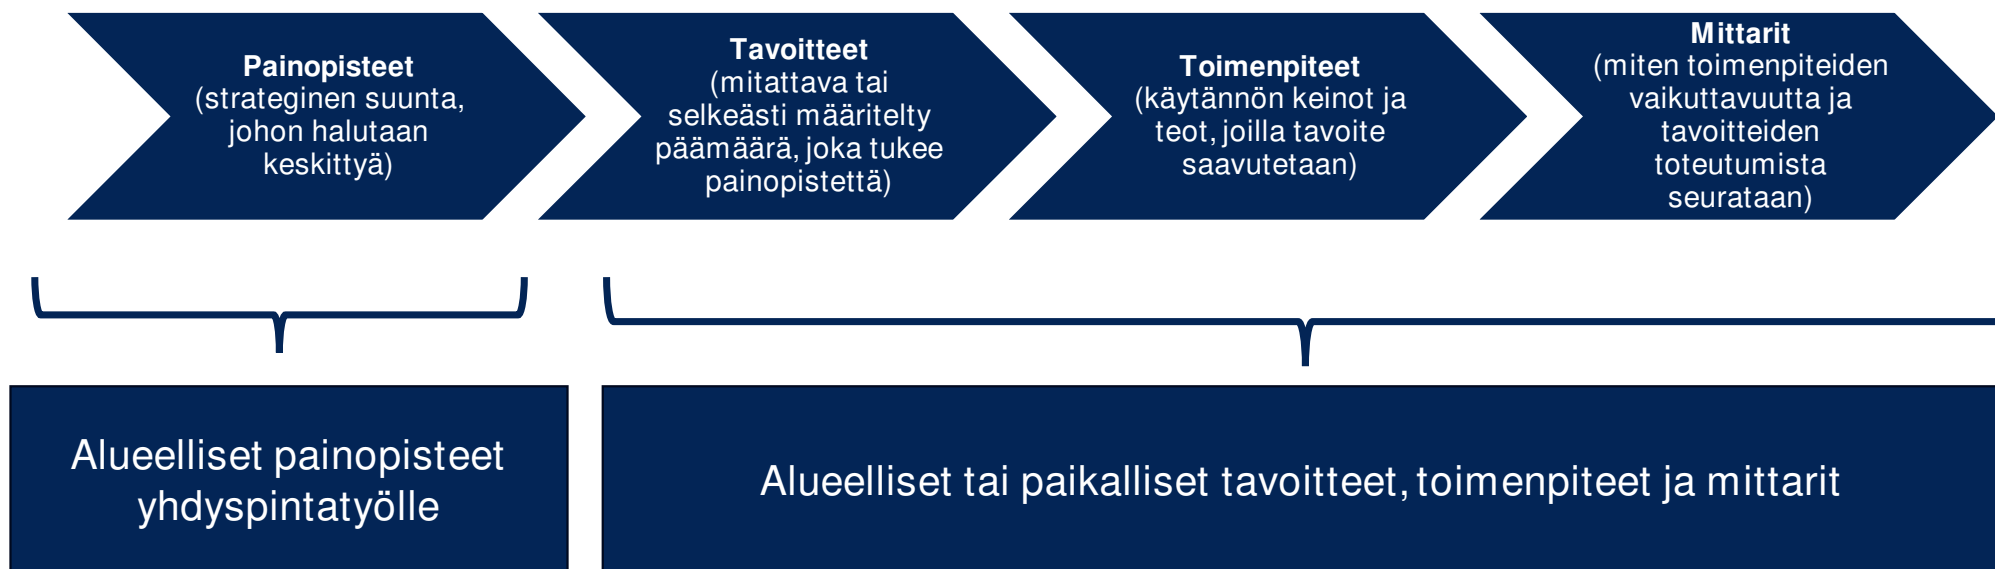 Painopisteet
(strateginen suunta,
johon halutaan
keskittyä)
Tavoitteet
(mitattava tai
selkeästi määritelty
päämäärä, joka tukee
painopistettä)
Toimenpiteet
(käytännön keinot ja
teot, joilla tavoite
saavutetaan)
Mittarit
(miten toimenpiteiden
vaikuttavuutta ja
tavoitteiden
toteutumista
seurataan)
Alueelliset painopisteet
yhdyspintatyölle
Alueelliset tai paikalliset tavoitteet, toimenpiteet ja mittarit